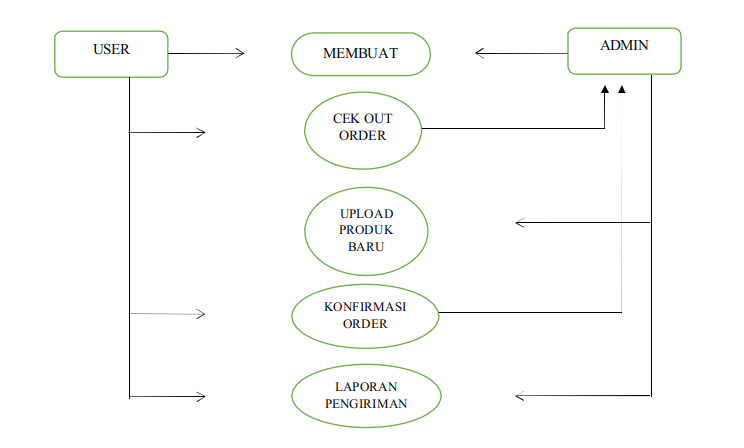 USER
MEMBUAT
ADMIN
CEK OUT
ORDER
UPLOAD
PRODUK
BARU
KONFIRMASI
ORDER
LAPORAN
PENGIRIMAN